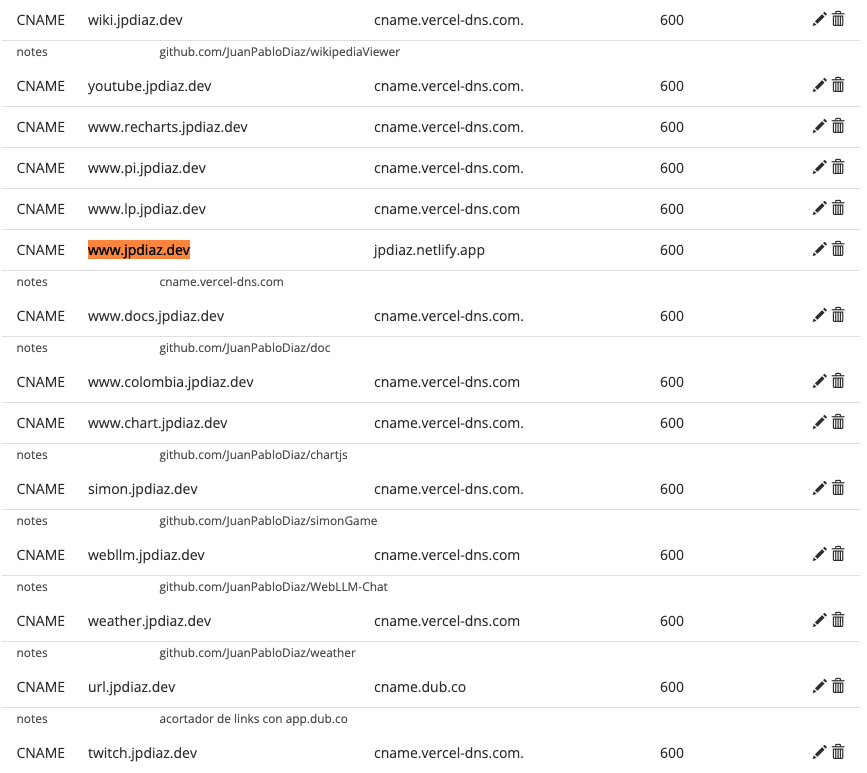 CNAME wiki.jpdiaz.dev cname.vercel-dns.com. 600
notes github.com/JuanPabloDiaz/wikipediaViewer
CNAME youtube.jpdiaz.dev cname.vercel-dns.com. 600
CNAME www.recharts.jpdiaz.dev cname.vercel-dns.com. 600
CNAME www.pi.jpdiaz.dev cname.vercel-dns.com. 600
CNAME www.lp.jpdiaz.dev cname.vercel-dns.com 600
CNAME www.jpdiaz.dev jpdiaz.netlify.app 600
notes cname.vercel-dns.com
CNAME www.docs.jpdiaz.dev cname.vercel-dns.com. 600
notes github.com/JuanPabloDiaz/doc
CNAME www.colombia.jpdiaz.dev cname.vercel-dns.com 600
CNAME www.chart.jpdiaz.dev cname.vercel-dns.com. 600
notes github.com/JuanPabloDiaz/chartjs
CNAME simon.jpdiaz.dev cname.vercel-dns.com. 600
notes github.com/JuanPabloDiaz/simonGame
CNAME webllm.jpdiaz.dev cname.vercel-dns.com 600
notes github.com/JuanPabloDiaz/WebLLM-Chat
CNAME weather.jpdiaz.dev cname.vercel-dns.com 600
notes github.com/JuanPabloDiaz/weather
CNAME url.jpdiaz.dev cname.dub.co 600
notes acortador de links con app.dub.co
CNAME twitch.jpdiaz.dev cname.vercel-dns.com. 600